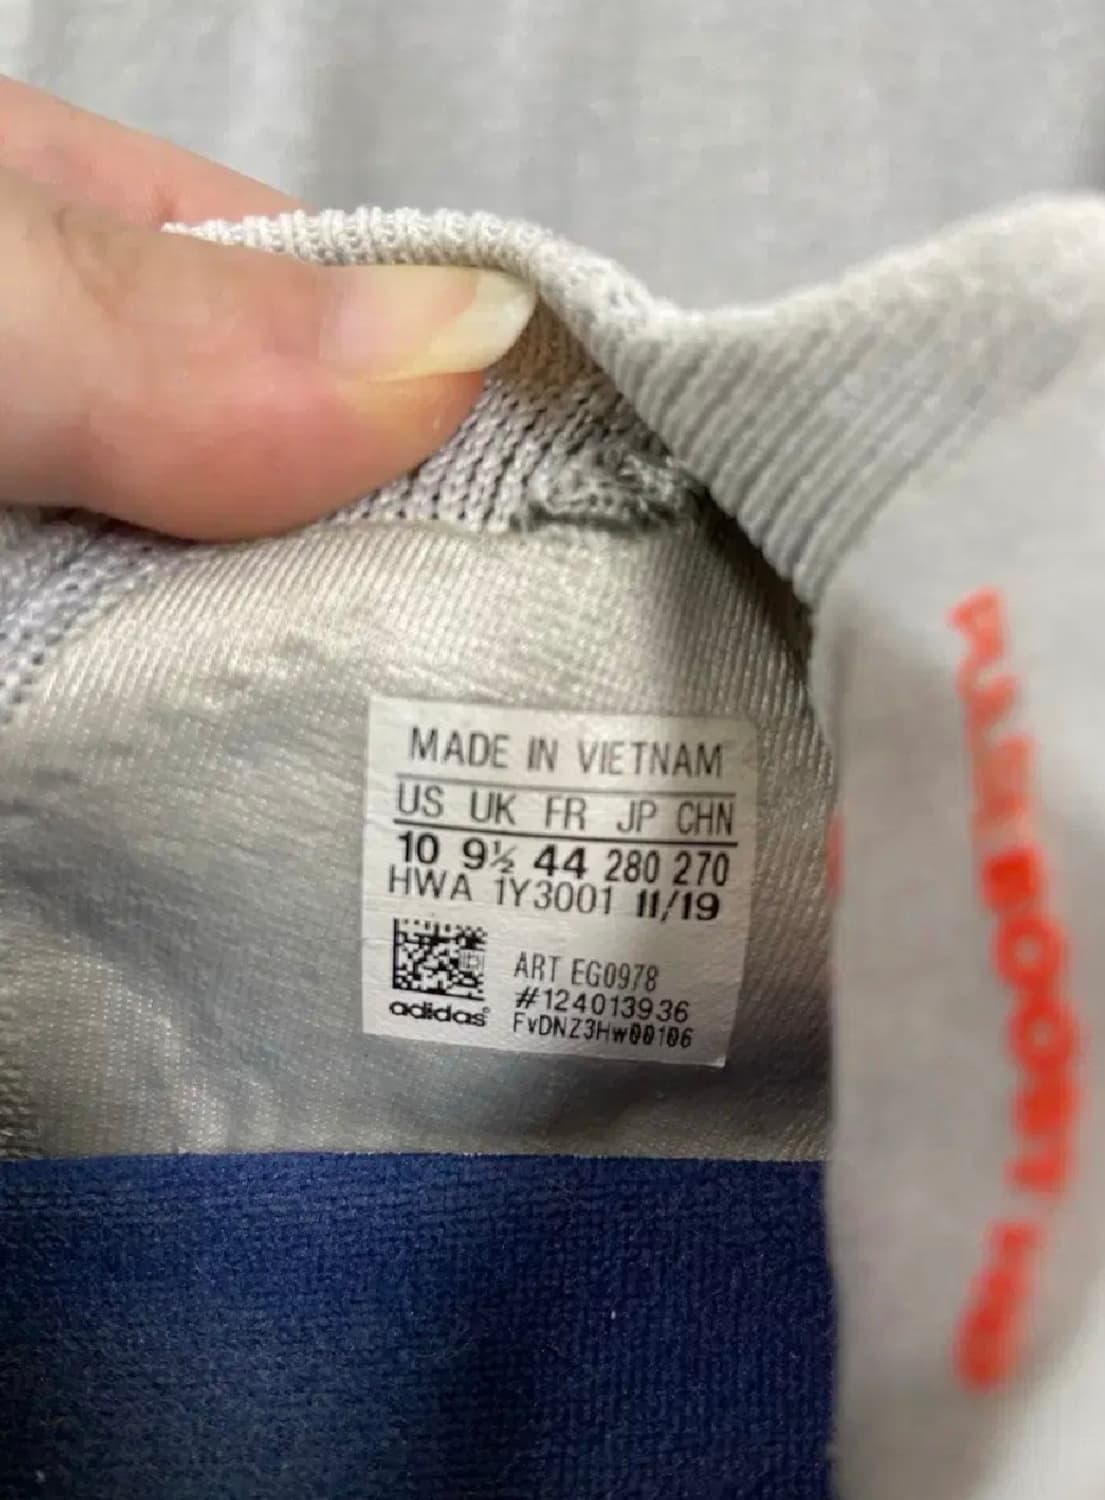 MADE IN VIETNAM
US UK FR JP CHN
10 9½ 44 280 270
HWA 1Y3001 11/19
ART EG0978
#124013936
adidas
FvDNZ3Hw00106
BOOST